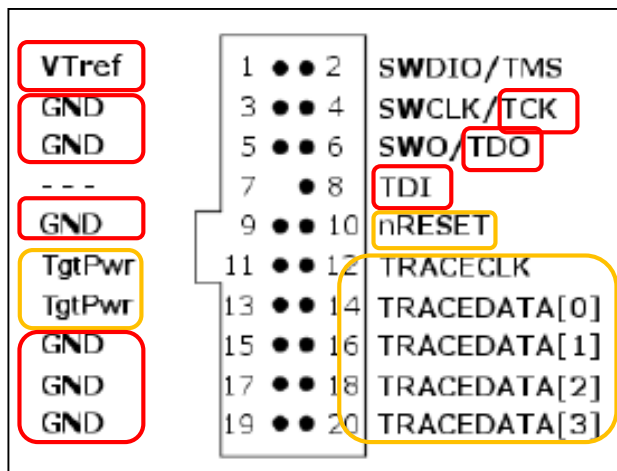 VTref 1 2 SWDIO/TMS
GND 3 4 SWCLK/TCK
GND 5 6 SWO/TDO
--- 7 8 TDI
GND 9 10 nRESET
TgtPwr 11 12 TRACECLK
TgtPwr 13 14 TRACEDATA[0]
GND 15 16 TRACEDATA[1]
GND 17 18 TRACEDATA[2]
GND 19 20 TRACEDATA[3]